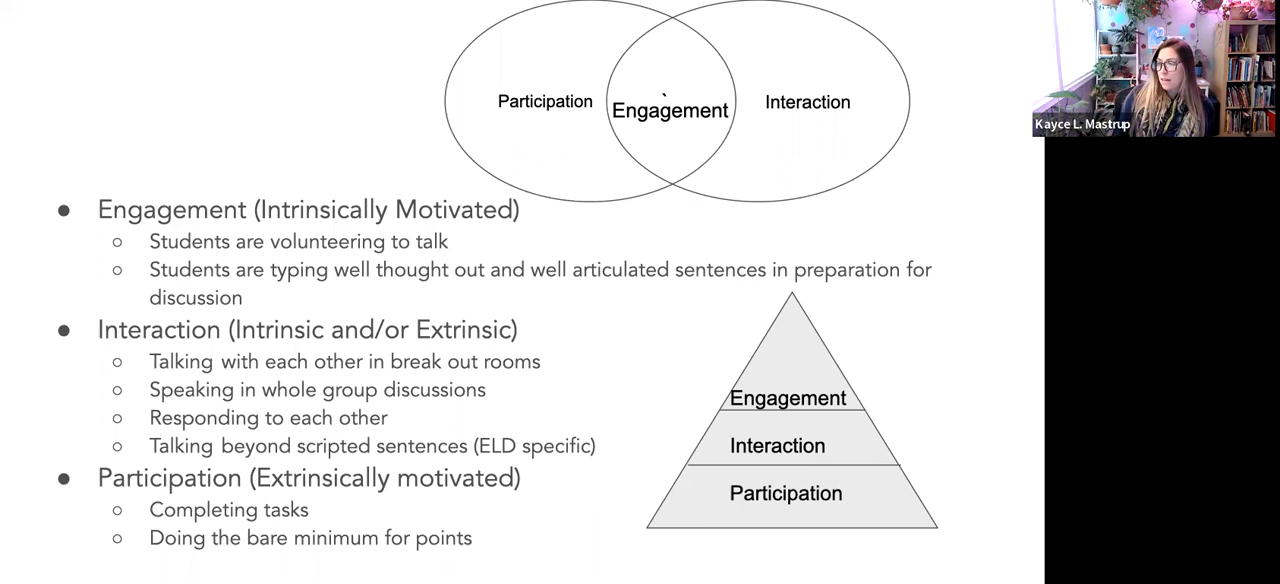 Participation
Engagement
Interaction
Kayce L. Mastrup
● Engagement (Intrinsically Motivated)
○ Students are volunteering to talk
○ Students are typing well thought out and well articulated sentences in preparation for
discussion
● Interaction (Intrinsic and/or Extrinsic)
○ Talking with each other in break out rooms
○ Speaking in whole group discussions
○ Responding to each other
○ Talking beyond scripted sentences (ELD specific)
● Participation (Extrinsically motivated)
○ Completing tasks
○ Doing the bare minimum for points
Engagement
Interaction
Participation